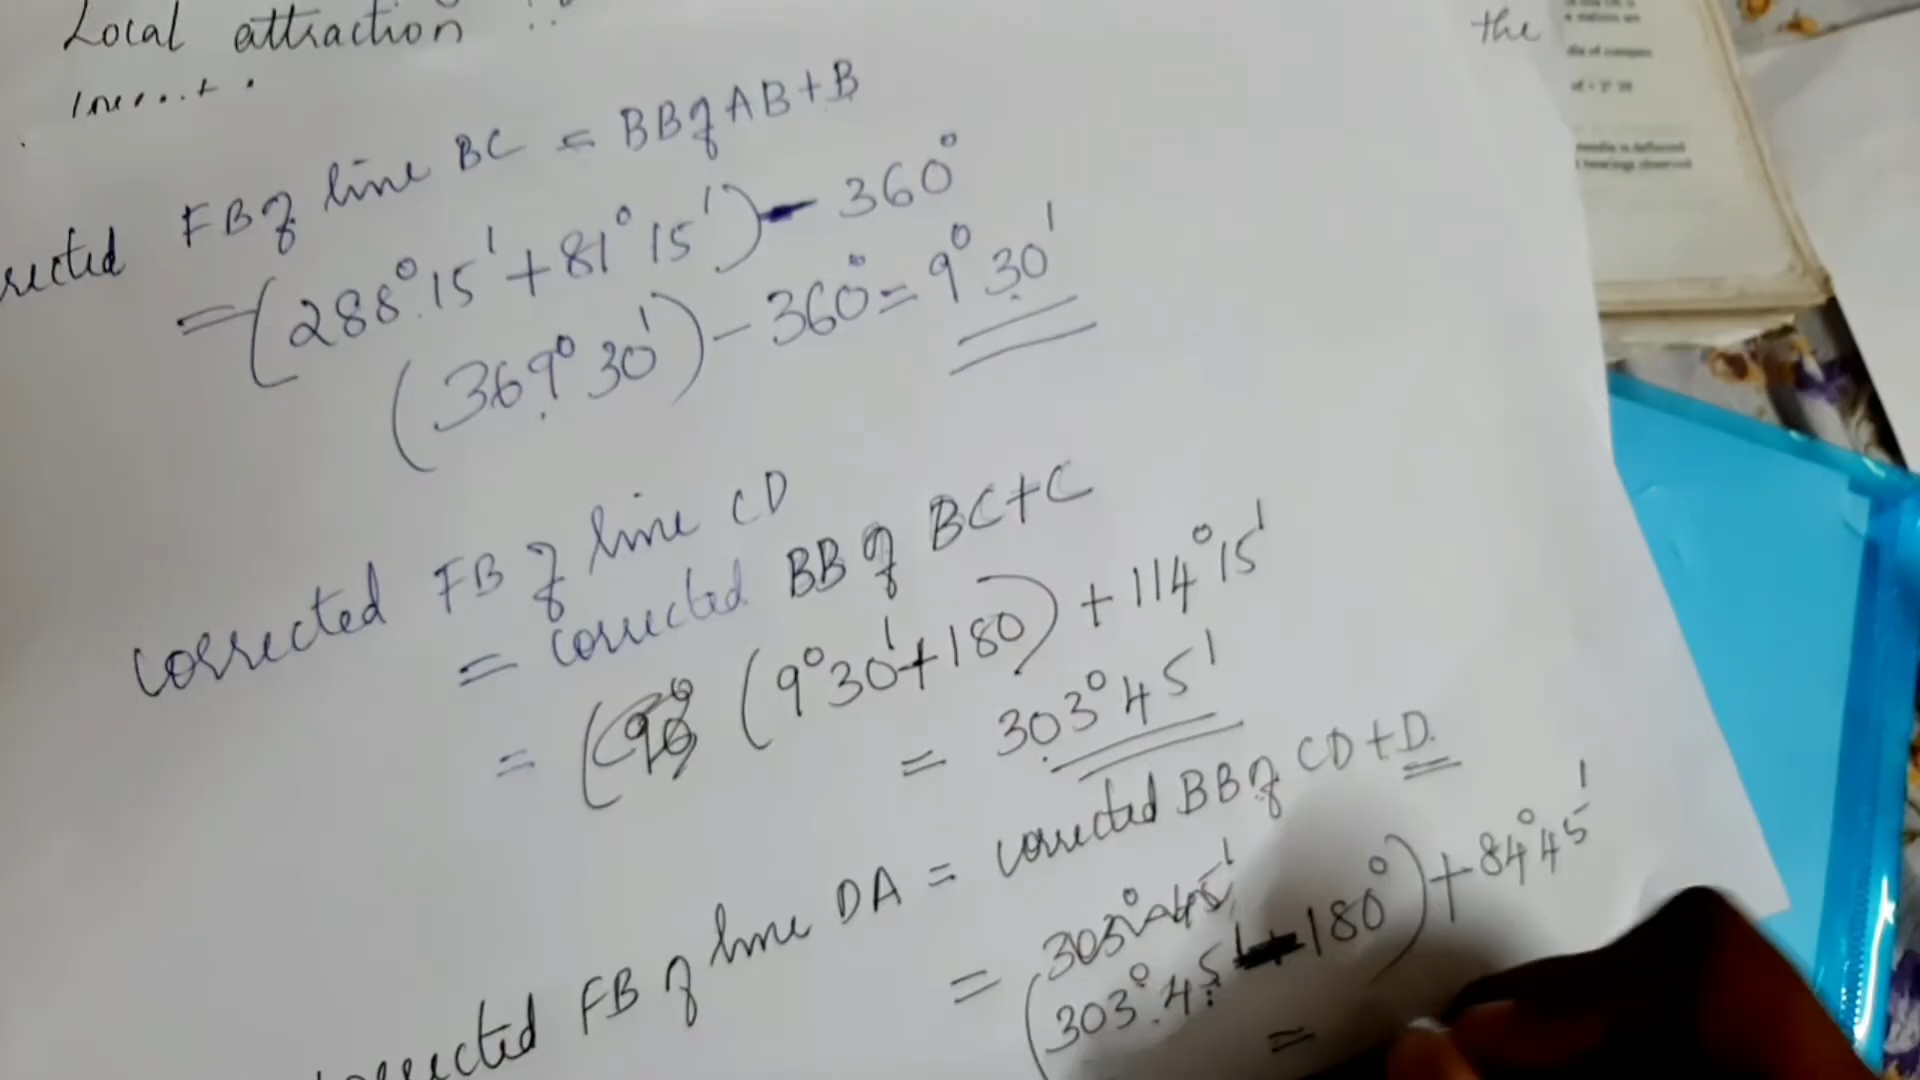 Local attraction
the
rected FB of line BC = BB of AB + B
= (288° 15' + 81° 15') - 360°
(369° 30') - 360° = 9° 30'
corrected FB of line CD
= corrected BB of BC + C
= (9° 30' + 180) + 114° 15'
= 303° 45'
rrected FB of line DA = corrected BB of CD + D.
= 303° 45'
(303° 45' - 180°) + 84° 45'
=